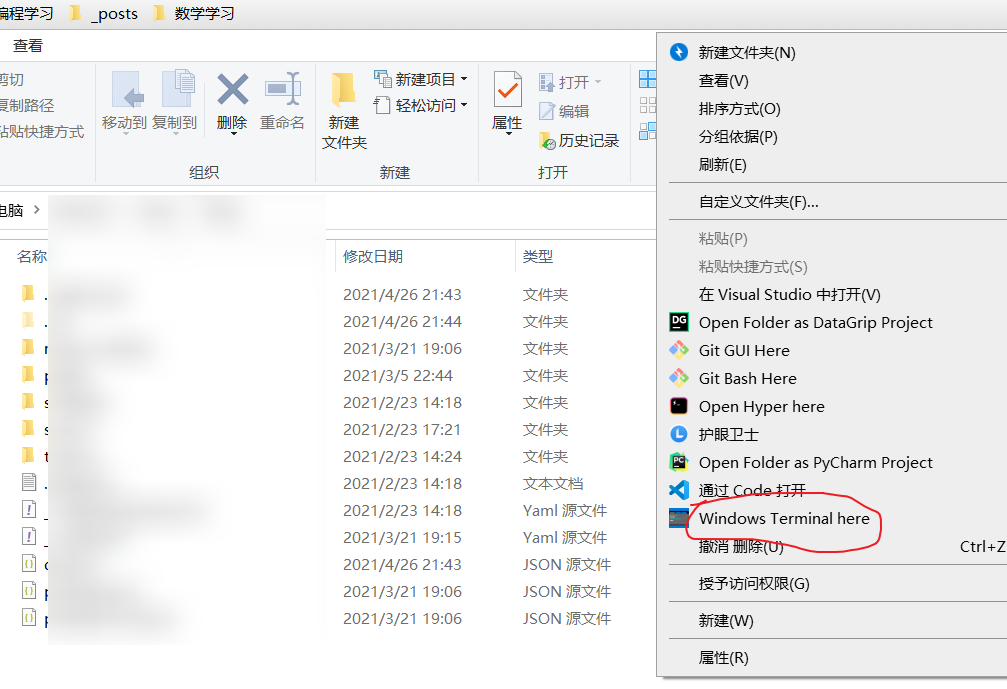 编程学习 _posts 数学学习
查看
剪切
复制路径
粘贴快捷方式
移动到 复制到 删除 重命名
组织
新建
文件夹
新建项目
轻松访问
新建
属性
打开
编辑
历史记录
打开
电脑
名称 修改日期 类型
2021/4/26 21:43 文件夹
2021/4/26 21:44 文件夹
2021/3/21 19:06 文件夹
2021/3/5 22:44 文件夹
2021/2/23 14:18 文件夹
2021/2/23 17:21 文件夹
2021/2/23 14:24 文件夹
2021/2/23 14:18 文本文档
2021/2/23 14:18 Yaml 源文件
2021/3/21 19:15 Yaml 源文件
2021/4/26 21:43 JSON 源文件
2021/3/21 19:06 JSON 源文件
2021/3/21 19:06 JSON 源文件
新建文件夹(N)
查看(V)
排序方式(O)
分组依据(P)
刷新(E)
自定义文件夹(F)...
粘贴(P)
粘贴快捷方式(S)
在 Visual Studio 中打开(V)
DG Open Folder as DataGrip Project
Git GUI Here
Git Bash Here
Open Hyper here
护眼卫士
PC Open Folder as PyCharm Project
通过 Code 打开
Windows Terminal here
撤消 删除(U) Ctrl+Z
授予访问权限(G)
新建(W)
属性(R)